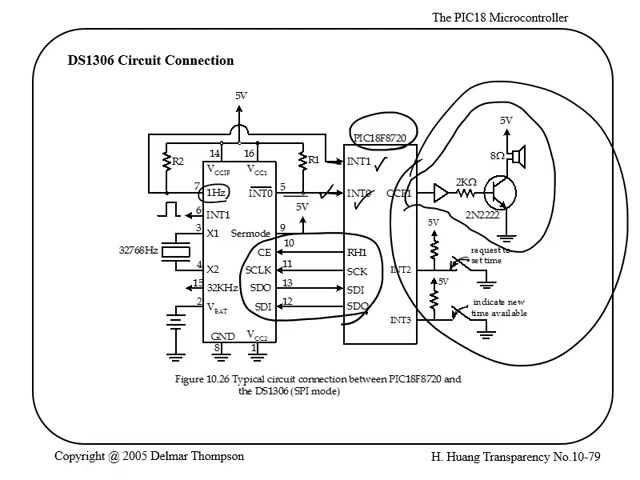 The PIC18 Microcontroller
DS1306 Circuit Connection
5V
PIC18F8720
R2
14
16
R1
VCCIF
VCC1
INT1
7
1Hz
INT0
5
INT0
CCP1
2KΩ
5V
8Ω
2N2222
6
INT1
5V
3
X1
Sermode
9
CE
10
RH1
5V
request to
set time
32768Hz
4
X2
SCLK
11
SCK
INT2
15
32KHz
SDO
13
SDI
5V
2
VBAT
SDI
12
SDO
indicate new
time available
INT3
GND
VCC2
8
1
Figure 10.26 Typical circuit connection between PIC18F8720 and
the DS1306 (SPI mode)
Copyright @ 2005 Delmar Thompson
H. Huang Transparency No.10-79